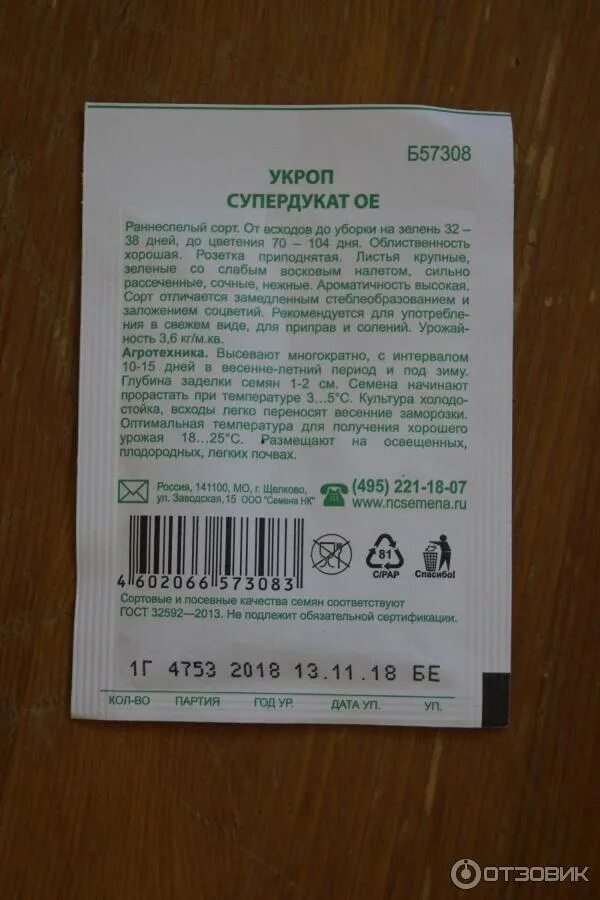 Б57308
УКРОП
СУПЕРДУКАТ ОЕ
Раннеспелый сорт. От всходов до уборки на зелень 32 –
38 дней, до цветения 70 – 104 дня. Облиственность
хорошая. Розетка приподнятая. Листья крупные,
зеленые со слабым восковым налетом, сильно
рассеченные, сочные, нежные. Ароматичность высокая.
Сорт отличается замедленным стеблеобразованием и
заложением соцветий. Рекомендуется для употребле-
ния в свежем виде, для приправ и солений. Урожай-
ность 3,6 кг/м.кв.
Агротехника. Высевают многократно, с интервалом
10-15 дней в весенне-летний период и под зиму.
Глубина заделки семян 1-2 см. Семена начинают
прорастать при температуре 3...5°С. Культура холодо-
стойка, всходы легко переносят весенние заморозки.
Оптимальная температура для получения хорошего
урожая 18...25°С. Размещают на освещенных,
плодородных, легких почвах.
Россия, 141100, МО, г. Щелково,
ул. Заводская,15 ООО "Семена НК"
(495) 221-18-07
www.ncsemena.ru
4 602066 573083
81
C/PAP
Спасибо!
Сортовые и посевные качества семян соответствуют
ГОСТ 32592—2013. Не подлежит обязательной сертификации.
1Г 4753 2018 13.11.18 БЕ
КОЛ-ВО ПАРТИЯ ГОД УР. ДАТА УП. УП.
ОТЗОВИК